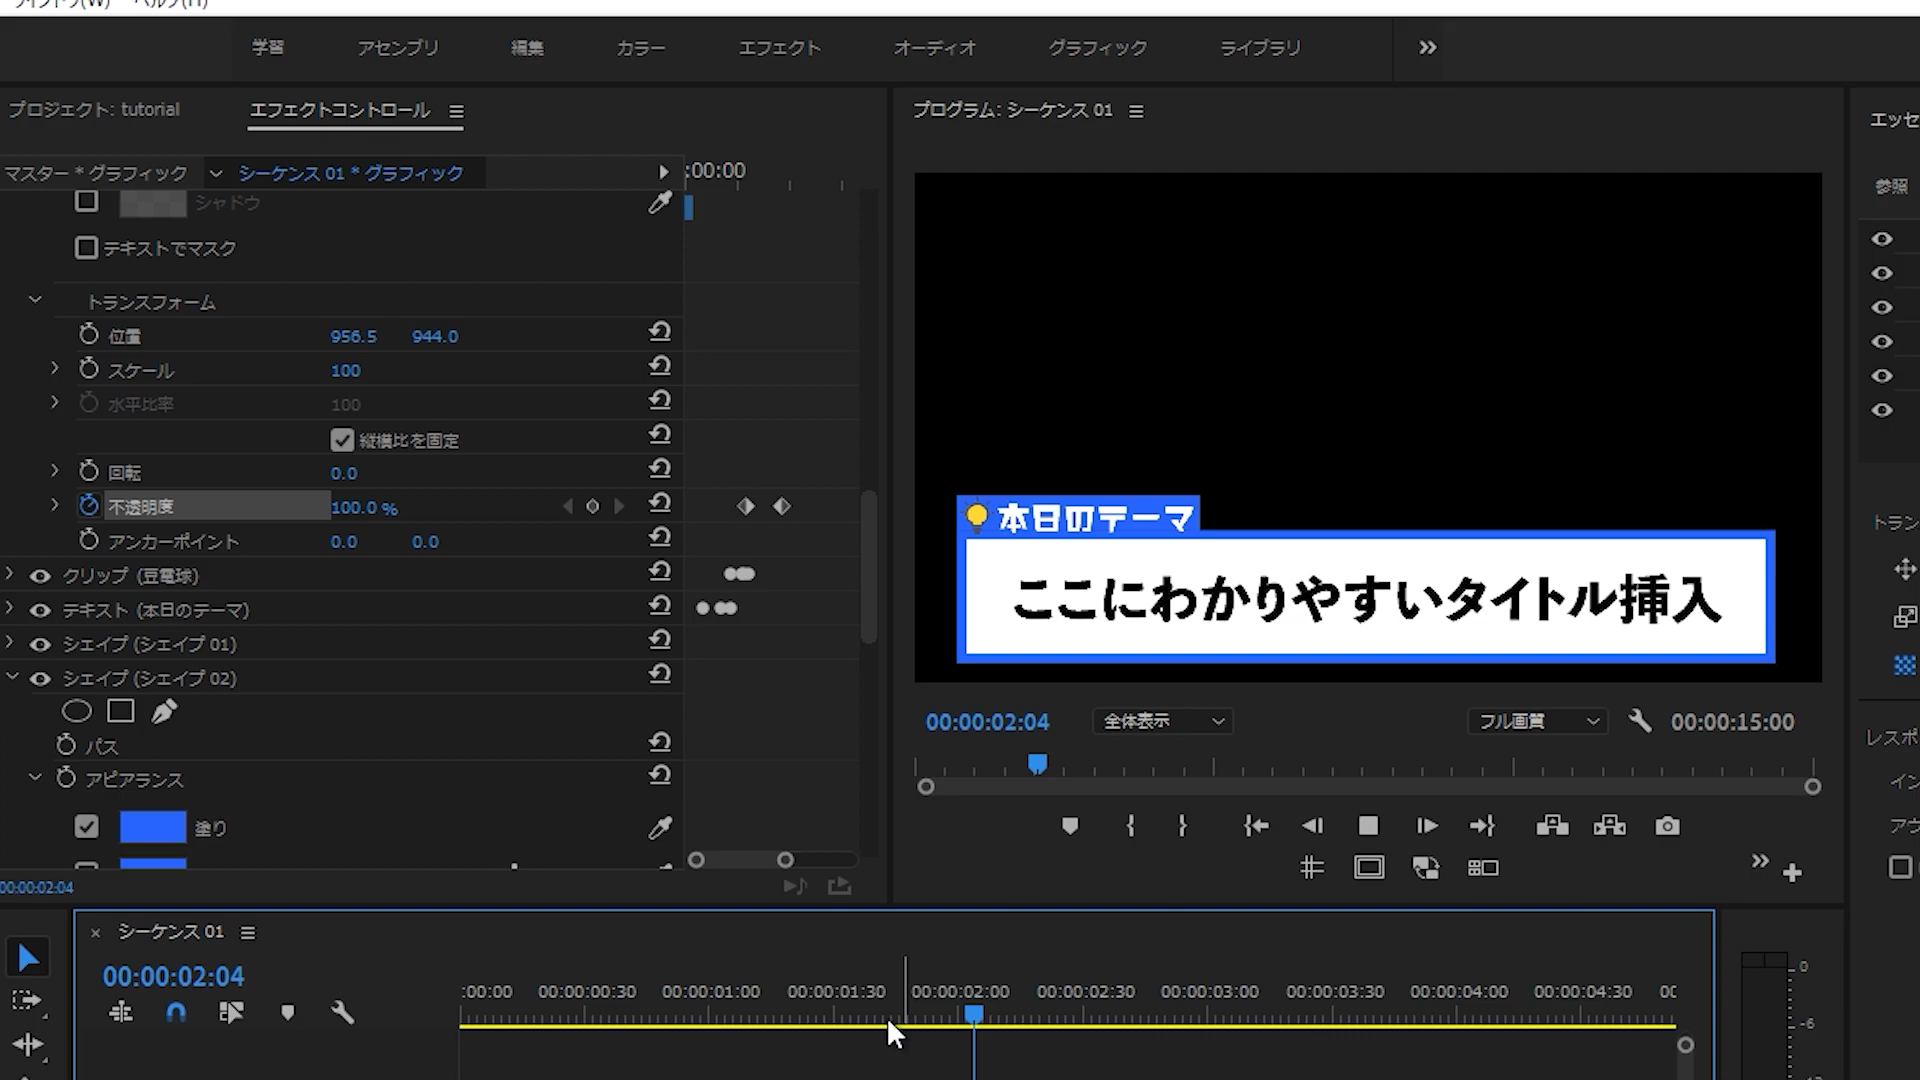 ウィンドウ(W) ヘルプ(H)
学習 アセンブリ 編集 カラー エフェクト オーディオ グラフィック ライブラリ
プロジェクト: tutorial エフェクトコントロール
マスター * グラフィック シーケンス 01 * グラフィック
:00:00
シャドウ
テキストでマスク
トランスフォーム
位置 956.5 944.0
スケール 100
水平比率 100
縦横比を固定
回転 0.0
不透明度 100.0 %
アンカーポイント 0.0 0.0
クリップ (豆電球)
テキスト (本日のテーマ)
シェイプ (シェイプ 01)
シェイプ (シェイプ 02)
パス
アピアランス
塗り
00:00:02:04
プログラム: シーケンス 01
本日のテーマ
ここにわかりやすいタイトル挿入
00:00:02:04 全体表示 フル画質 00:00:15:00
エッセ
参照
トラン
レスポ
イン
アウ
シーケンス 01
00:00:02:04
:00:00 00:00:00:30 00:00:01:00 00:00:01:30 00:00:02:00 00:00:02:30 00:00:03:00 00:00:03:30 00:00:04:00 00:00:04:30 00
0
-6